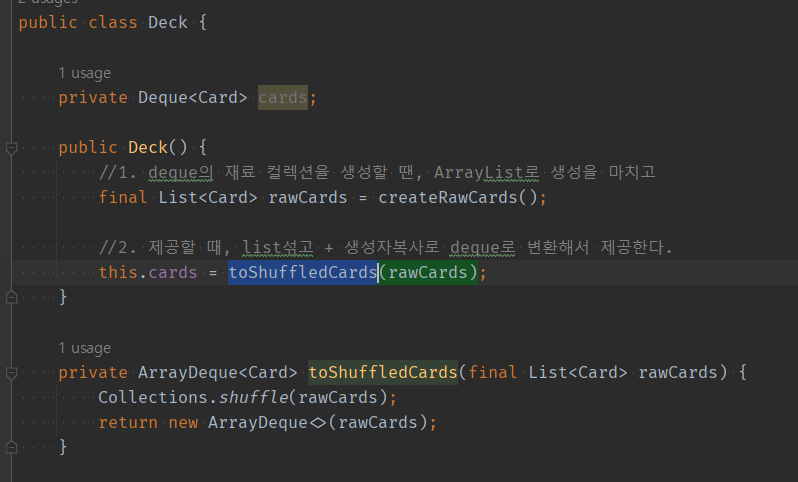 2 usages
public class Deck {
1 usage
private Deque<Card> cards;
public Deck() {
//1. deque의 재료 컬렉션을 생성할 땐, ArrayList로 생성을 마치고
final List<Card> rawCards = createRawCards();
//2. 제공할 때, list섞고 + 생성자복사로 deque로 변환해서 제공한다.
this.cards = toShuffledCards(rawCards);
}
1 usage
private ArrayDeque<Card> toShuffledCards(final List<Card> rawCards) {
Collections.shuffle(rawCards);
return new ArrayDeque<>(rawCards);
}